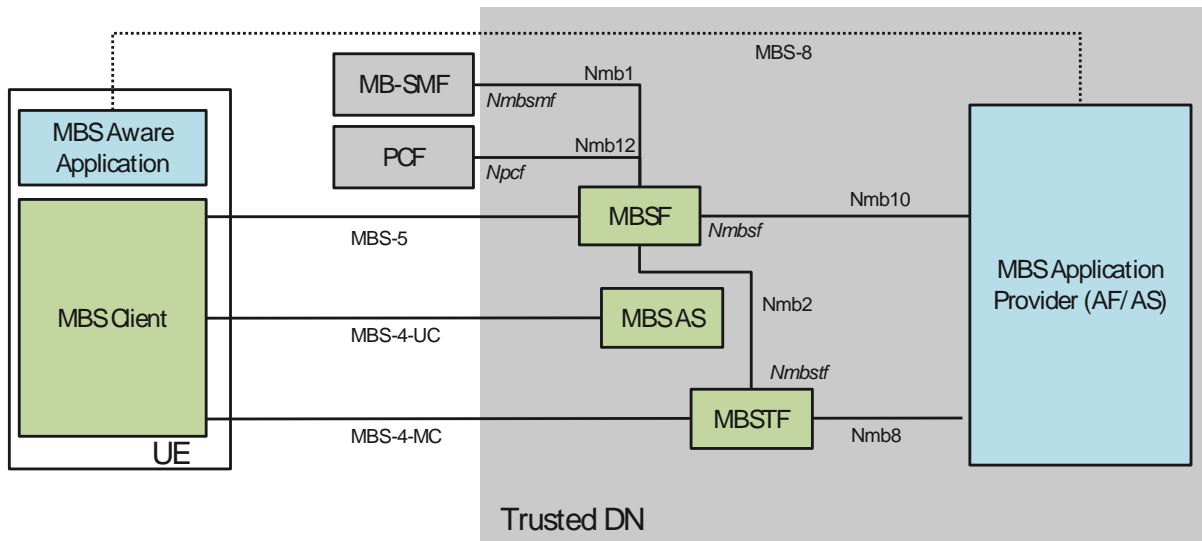 MBS-8
MB-SMF
Nmbsmf
Nmb1
MBS Aware
Application
PCF
Npcf
Nmb12
MBSF
Nmbsf
Nmb10
MBS-5
MBS Application
Provider (AF/AS)
MBS Client
MBS AS
Nmb2
MBS-4-UC
Nmbstf
MBSTF
MBS-4-MC
Nmb8
UE
Trusted DN